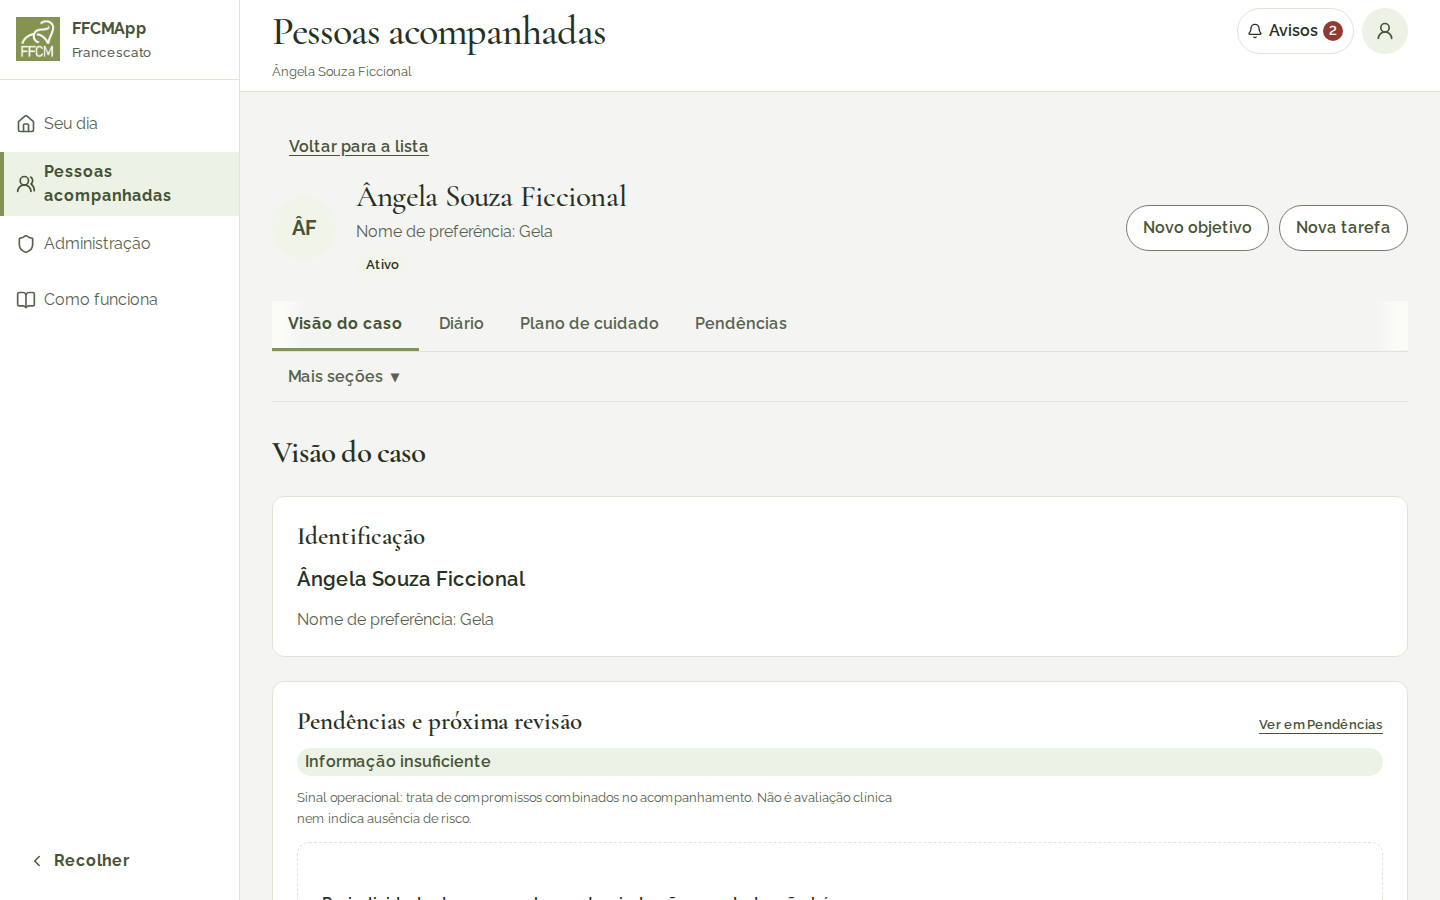 FFCM
FFCMApp
Francescato
Seu dia
Pessoas
acompanhadas
Administração
Como funciona
Recolher
Pessoas acompanhadas
Ângela Souza Ficcional
Avisos 2
Voltar para a lista
ÂF
Ângela Souza Ficcional
Nome de preferência: Gela
Ativo
Novo objetivo
Nova tarefa
Visão do caso
Diário
Plano de cuidado
Pendências
Mais seções ▼
Visão do caso
Identificação
Ângela Souza Ficcional
Nome de preferência: Gela
Pendências e próxima revisão
Ver em Pendências
Informação insuficiente
Sinal operacional: trata de compromissos combinados no acompanhamento. Não é avaliação clínica
nem indica ausência de risco.